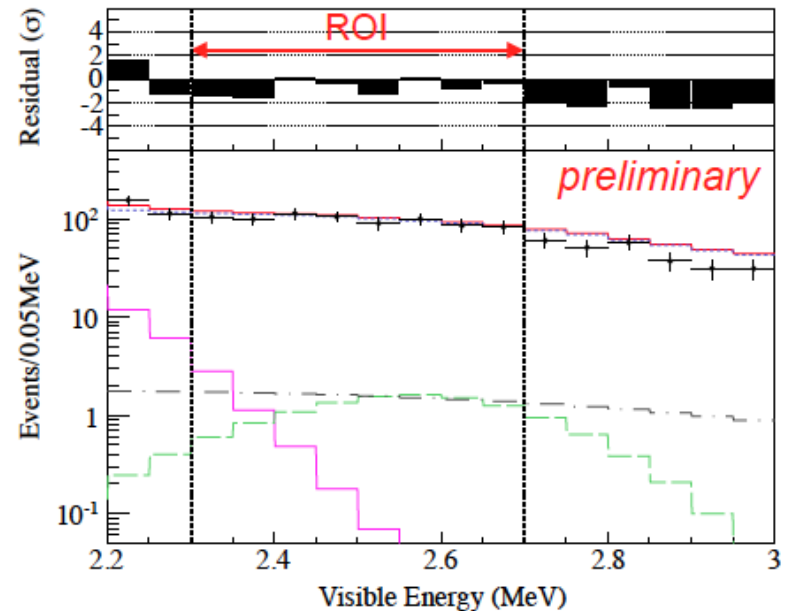 ROI
Residual (σ)
4
2
0
-2
-4
preliminary
Events/0.05MeV
10²
10
1
10⁻¹
2.2 2.4 2.6 2.8 3
Visible Energy (MeV)